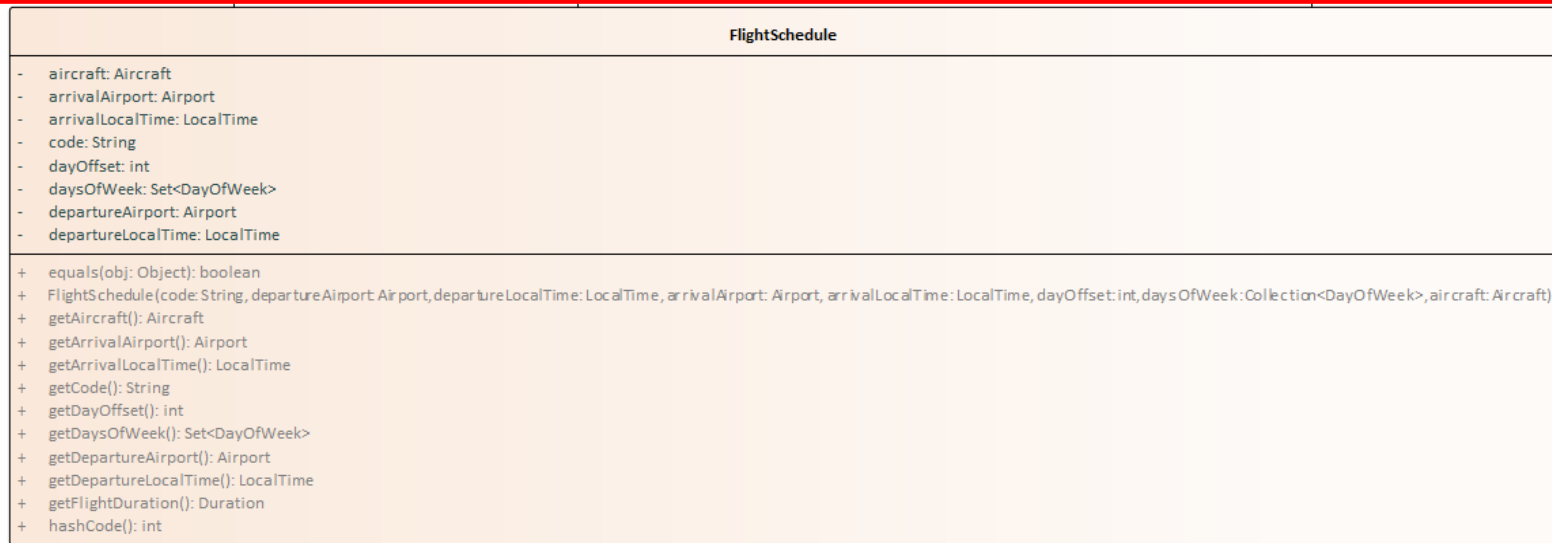 FlightSchedule
- aircraft: Aircraft
- arrivalAirport: Airport
- arrivalLocalTime: LocalTime
- code: String
- dayOffset: int
- daysOfWeek: Set<DayOfWeek>
- departureAirport: Airport
- departureLocalTime: LocalTime
+ equals(obj: Object): boolean
+ FlightSchedule(code: String, departureAirport: Airport, departureLocalTime: LocalTime, arrivalAirport: Airport, arrivalLocalTime: LocalTime, dayOffset: int, daysOfWeek: Collection<DayOfWeek>, aircraft: Aircraft)
+ getAircraft(): Aircraft
+ getArrivalAirport(): Airport
+ getArrivalLocalTime(): LocalTime
+ getCode(): String
+ getDayOffset(): int
+ getDaysOfWeek(): Set<DayOfWeek>
+ getDepartureAirport(): Airport
+ getDepartureLocalTime(): LocalTime
+ getFlightDuration(): Duration
+ hashCode(): int